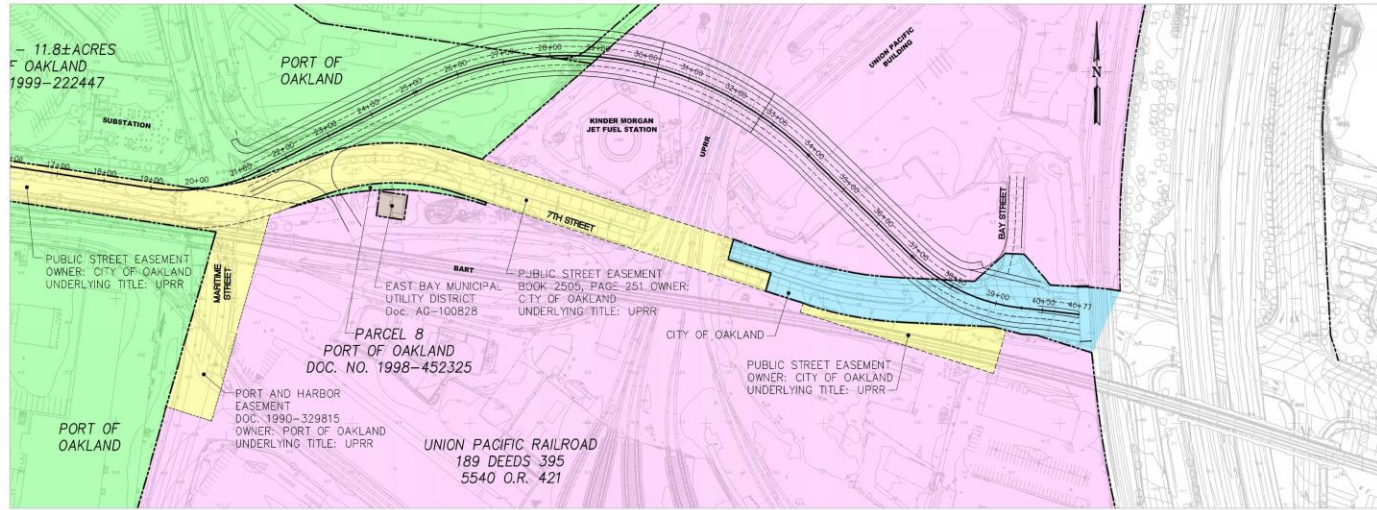 - 11.8±ACRES
F OAKLAND
1999-222447
PORT OF
OAKLAND
SUBSTATION
KINDER MORGAN
JET FUEL STATION
UPRR
UNION PACIFIC
BUILDING
N
17+00
18+00
19+00
20+00
21+00
22+00
23+00
24+00
25+00
26+00
27+00
28+00
29+00
30+00
31+00
32+00
33+00
34+00
35+00
36+00
37+00
38+00
39+00
40+00
40+77
BAY STREET
7TH STREET
MARITIME
STREET
BART
PUBLIC STREET EASEMENT
OWNER: CITY OF OAKLAND
UNDERLYING TITLE: UPRR
EAST BAY MUNICIPAL
UTILITY DISTRICT
Doc. AG-100828
PUBLIC STREET EASEMENT
BOOK 2505, PAGE 251 OWNER:
CITY OF OAKLAND
UNDERLYING TITLE: UPRR
PARCEL 8
PORT OF OAKLAND
DOC. NO. 1998-452325
CITY OF OAKLAND
PUBLIC STREET EASEMENT
OWNER: CITY OF OAKLAND
UNDERLYING TITLE: UPRR
PORT AND HARBOR
EASEMENT
DOC. 1990-329815
OWNER: PORT OF OAKLAND
UNDERLYING TITLE: UPRR
PORT OF
OAKLAND
UNION PACIFIC RAILROAD
189 DEEDS 395
5540 O.R. 421